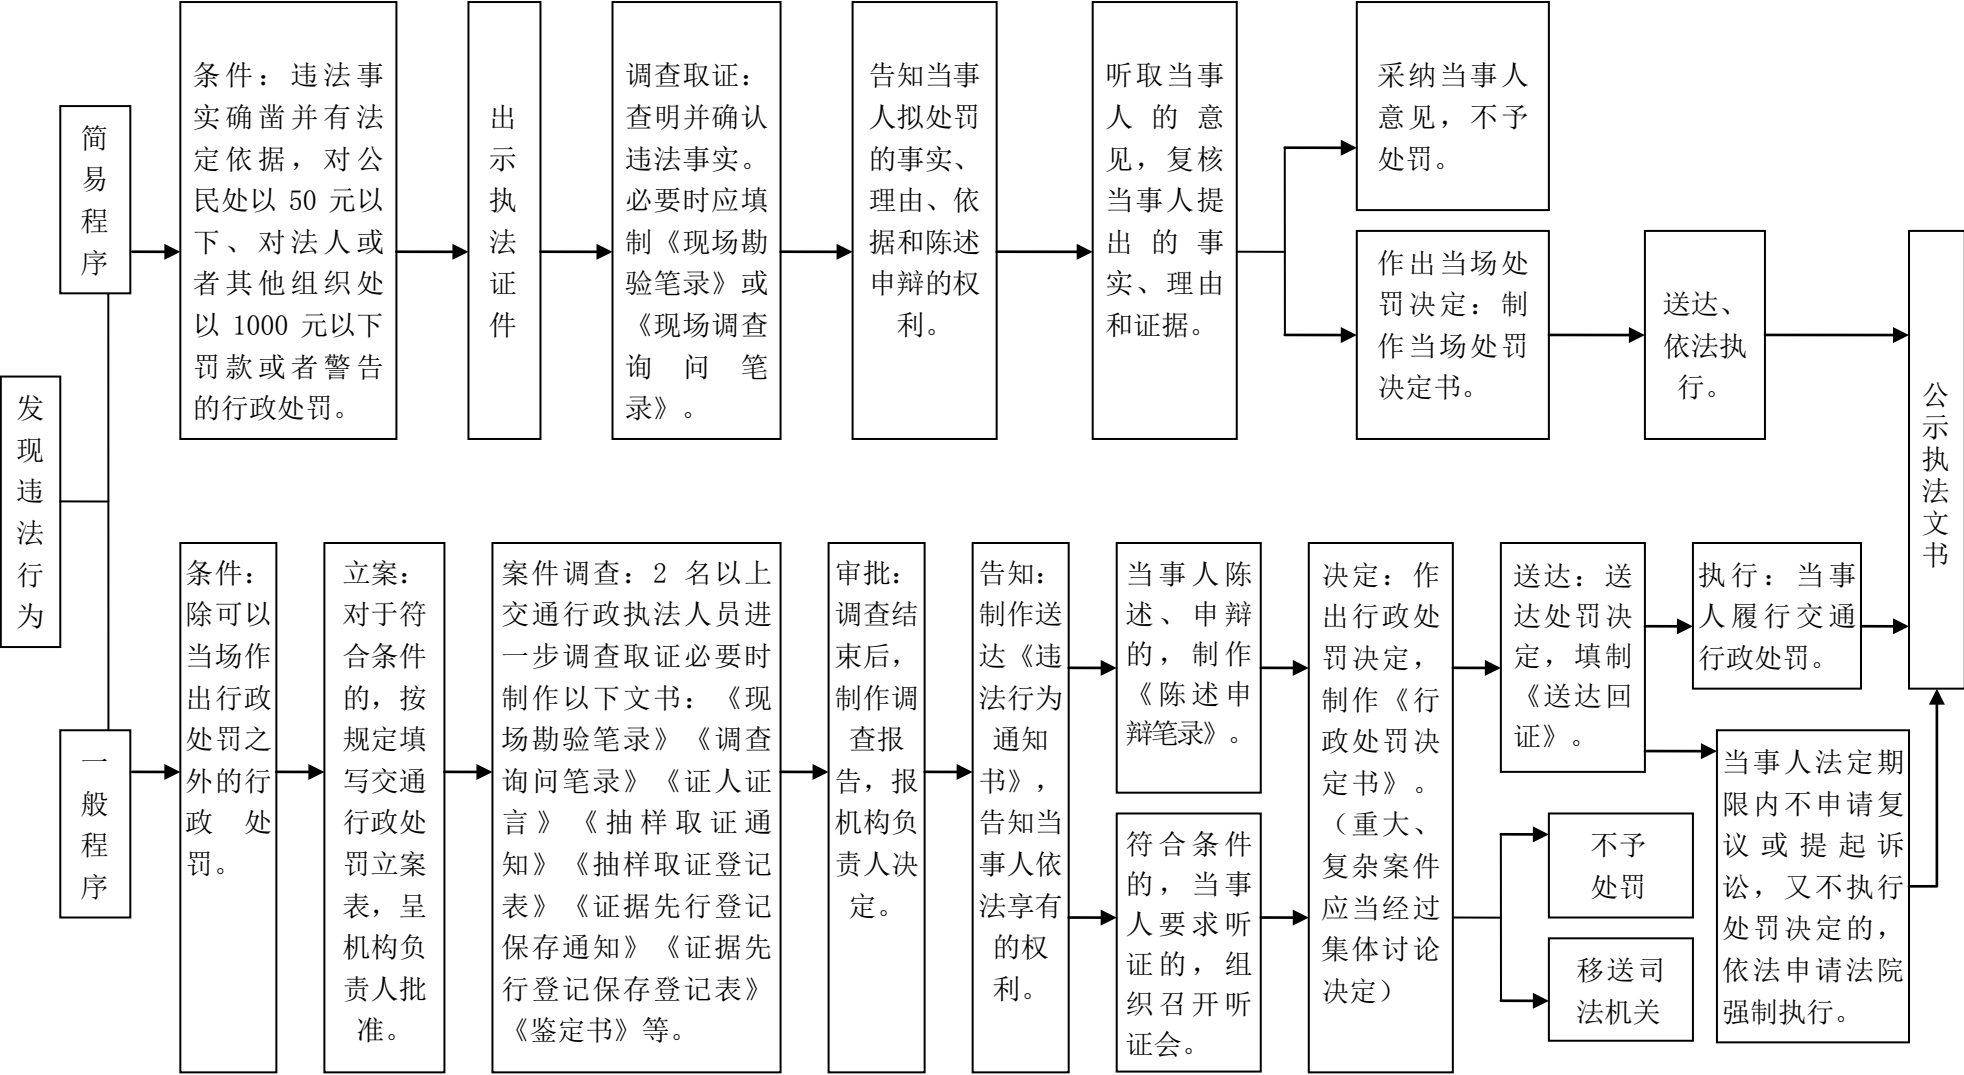 发
现
违
法
行
为
简
易
程
序
条件：违法事
实确凿并有法
定依据，对公
民处以 50 元以
下、对法人或
者其他组织处
以 1000 元以下
罚款或者警告
的行政处罚。
出
示
执
法
证
件
调查取证：
查明并确认
违法事实。
必要时应填
制《现场勘
验笔录》或
《现场调查
询问笔
录》。
告知当事
人拟处罚
的事实、
理由、依
据和陈述
申辩的权
利。
听取当事
人的意
见，复核
当事人提
出的事
实、理由
和证据。
采纳当事人
意见，不予
处罚。
作出当场处
罚决定：制
作当场处罚
决定书。
送达、
依法执
行。
公
示
执
法
文
书
一
般
程
序
条件：
除可以
当场作
出行政
处罚之
外的行
政处
罚。
立案：
对于符
合条件
的，按
规定填
写交通
行政处
罚立案
表，呈
机构负
责人批
准。
案件调查：2 名以上
交通行政执法人员进
一步调查取证必要时
制作以下文书：《现
场勘验笔录》《调查
询问笔录》《证人证
言》《抽样取证通
知》《抽样取证登记
表》《证据先行登记
保存通知》《证据先
行登记保存登记表》
《鉴定书》等。
审批：
调查结
束后，
制作调
查报
告，报
机构负
责人决
定。
告知：
制作送
达《违
法行为
通知
书》，
告知当
事人依
法享有
的权
利。
当事人陈
述、申辩
的，制作
《陈述申
辩笔录》。
符合条件
的，当事
人要求听
证的，组
织召开听
证会。
决定：作
出行政处
罚决定，
制作《行
政处罚决
定书》。
（重大、
复杂案件
应当经过
集体讨论
决定）
送达：送
达处罚决
定，填制
《送达回
证》。
不予
处罚
移送司
法机关
执行：当事
人履行交通
行政处罚。
当事人法定期
限内不申请复
议或提起诉
讼，又不执行
处罚决定的，
依法申请法院
强制执行。